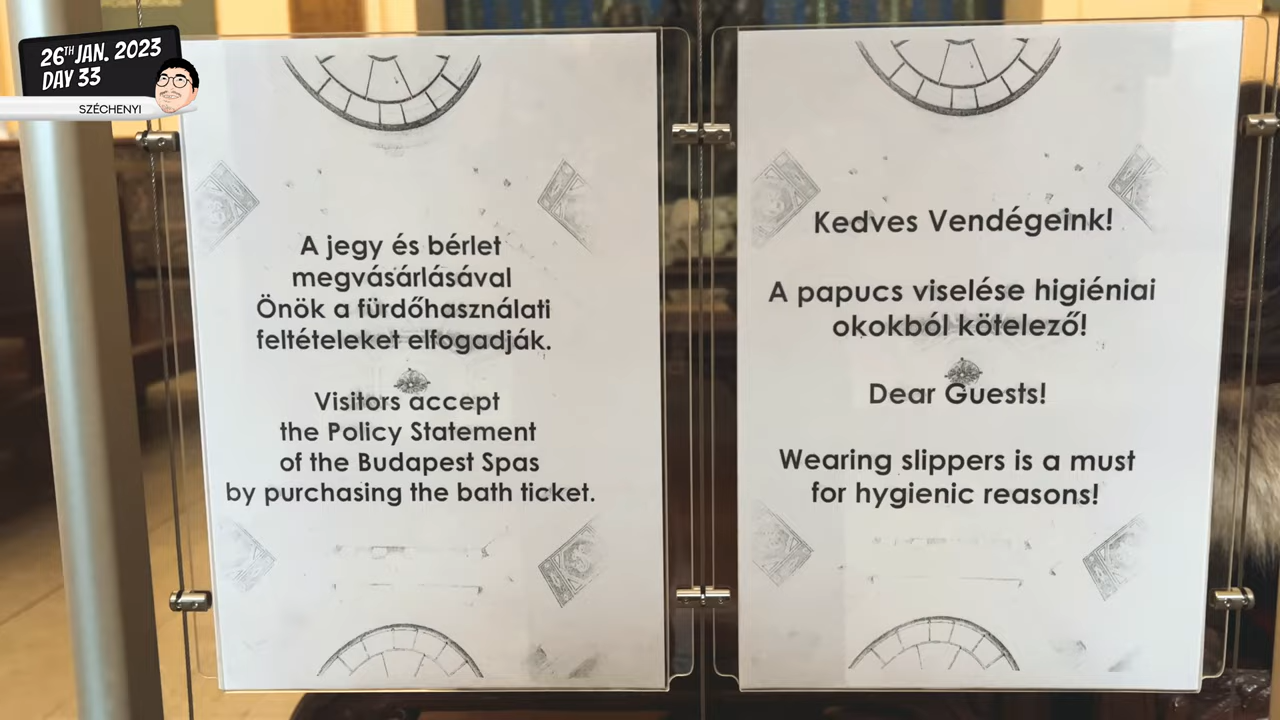 26TH JAN. 2023
DAY 33
SZÉCHENYI
A jegy és bérlet
megvásárlásával
Önök a fürdőhasználati
feltételeket elfogadják.
Visitors accept
the Policy Statement
of the Budapest Spas
by purchasing the bath ticket.
Kedves Vendégeink!
A papucs viselése higiéniai
okokból kötelező!
Dear Guests!
Wearing slippers is a must
for hygienic reasons!